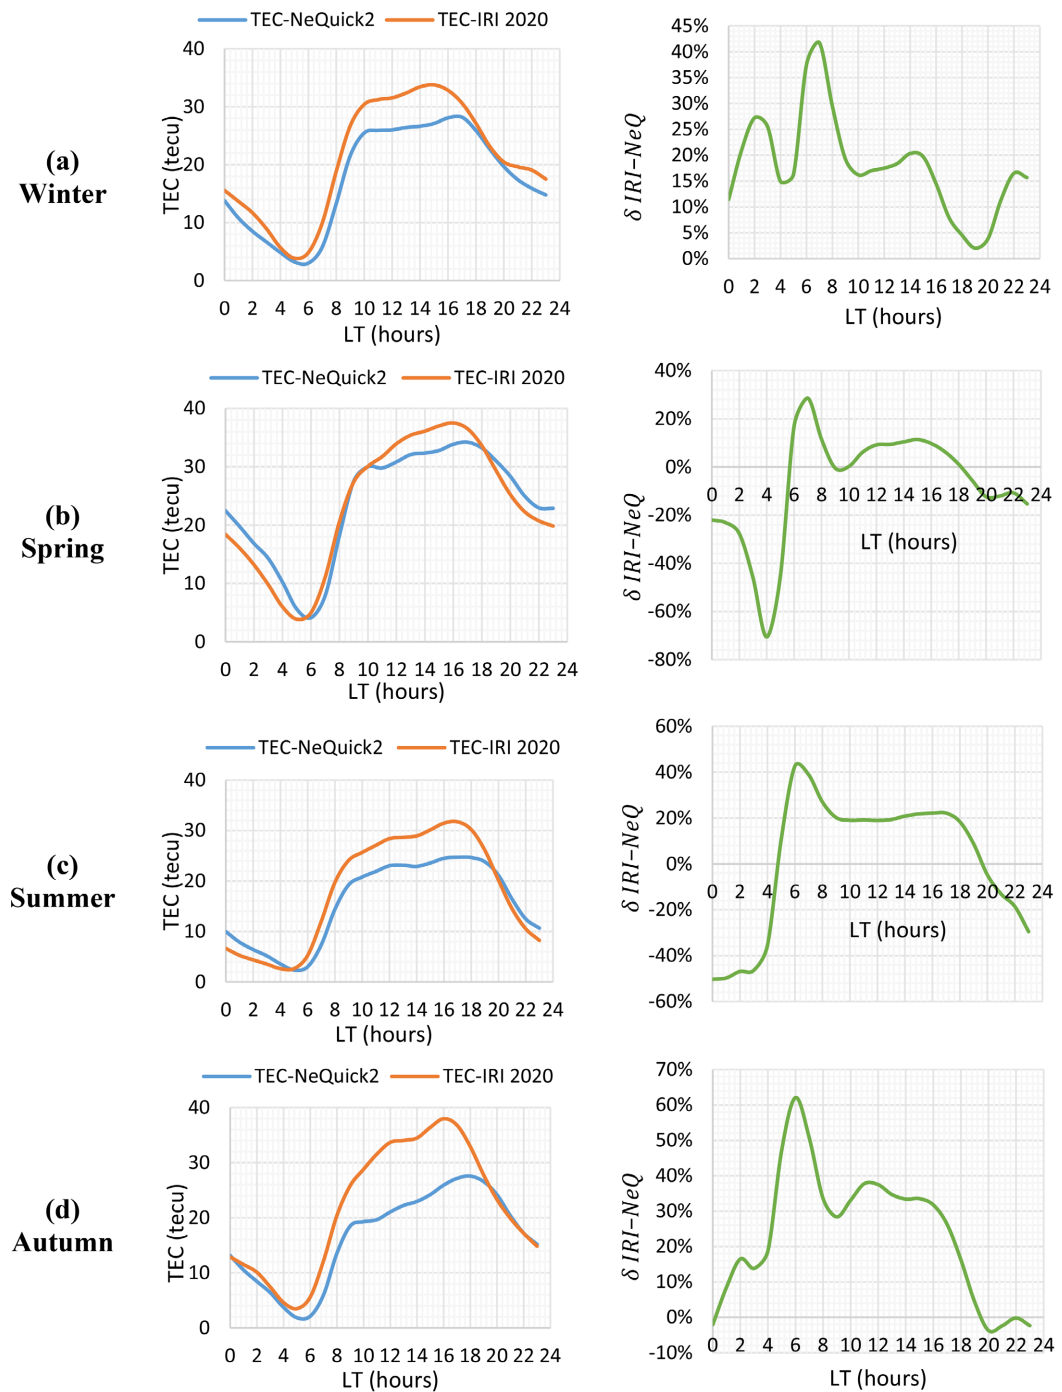 TEC-NeQuick2 TEC-IRI 2020
40
30
20
10
0
TEC (tecu)
0 2 4 6 8 10 12 14 16 18 20 22 24
LT (hours)
(a)
Winter
45%
40%
35%
30%
25%
20%
15%
10%
5%
0%
δ IRI−NeQ
0 2 4 6 8 10 12 14 16 18 20 22 24
LT (hours)
TEC-NeQuick2 TEC-IRI 2020
40
30
20
10
0
TEC (tecu)
0 2 4 6 8 10 12 14 16 18 20 22 24
LT (hours)
(b)
Spring
40%
20%
0%
-20%
-40%
-60%
-80%
δ IRI−NeQ
0 2 4 6 8 10 12 14 16 18 20 22 24
LT (hours)
TEC-NeQuick2 TEC-IRI 2020
40
30
20
10
0
TEC (tecu)
0 2 4 6 8 10 12 14 16 18 20 22 24
LT (hours)
(c)
Summer
60%
40%
20%
0%
-20%
-40%
-60%
δ IRI−NeQ
0 2 4 6 8 10 12 14 16 18 20 22 24
LT (hours)
TEC-NeQuick2 TEC-IRI 2020
40
30
20
10
0
TEC (tecu)
0 2 4 6 8 10 12 14 16 18 20 22 24
LT (hours)
(d)
Autumn
70%
60%
50%
40%
30%
20%
10%
0%
-10%
δ IRI−NeQ
0 2 4 6 8 10 12 14 16 18 20 22 24
LT (hours)